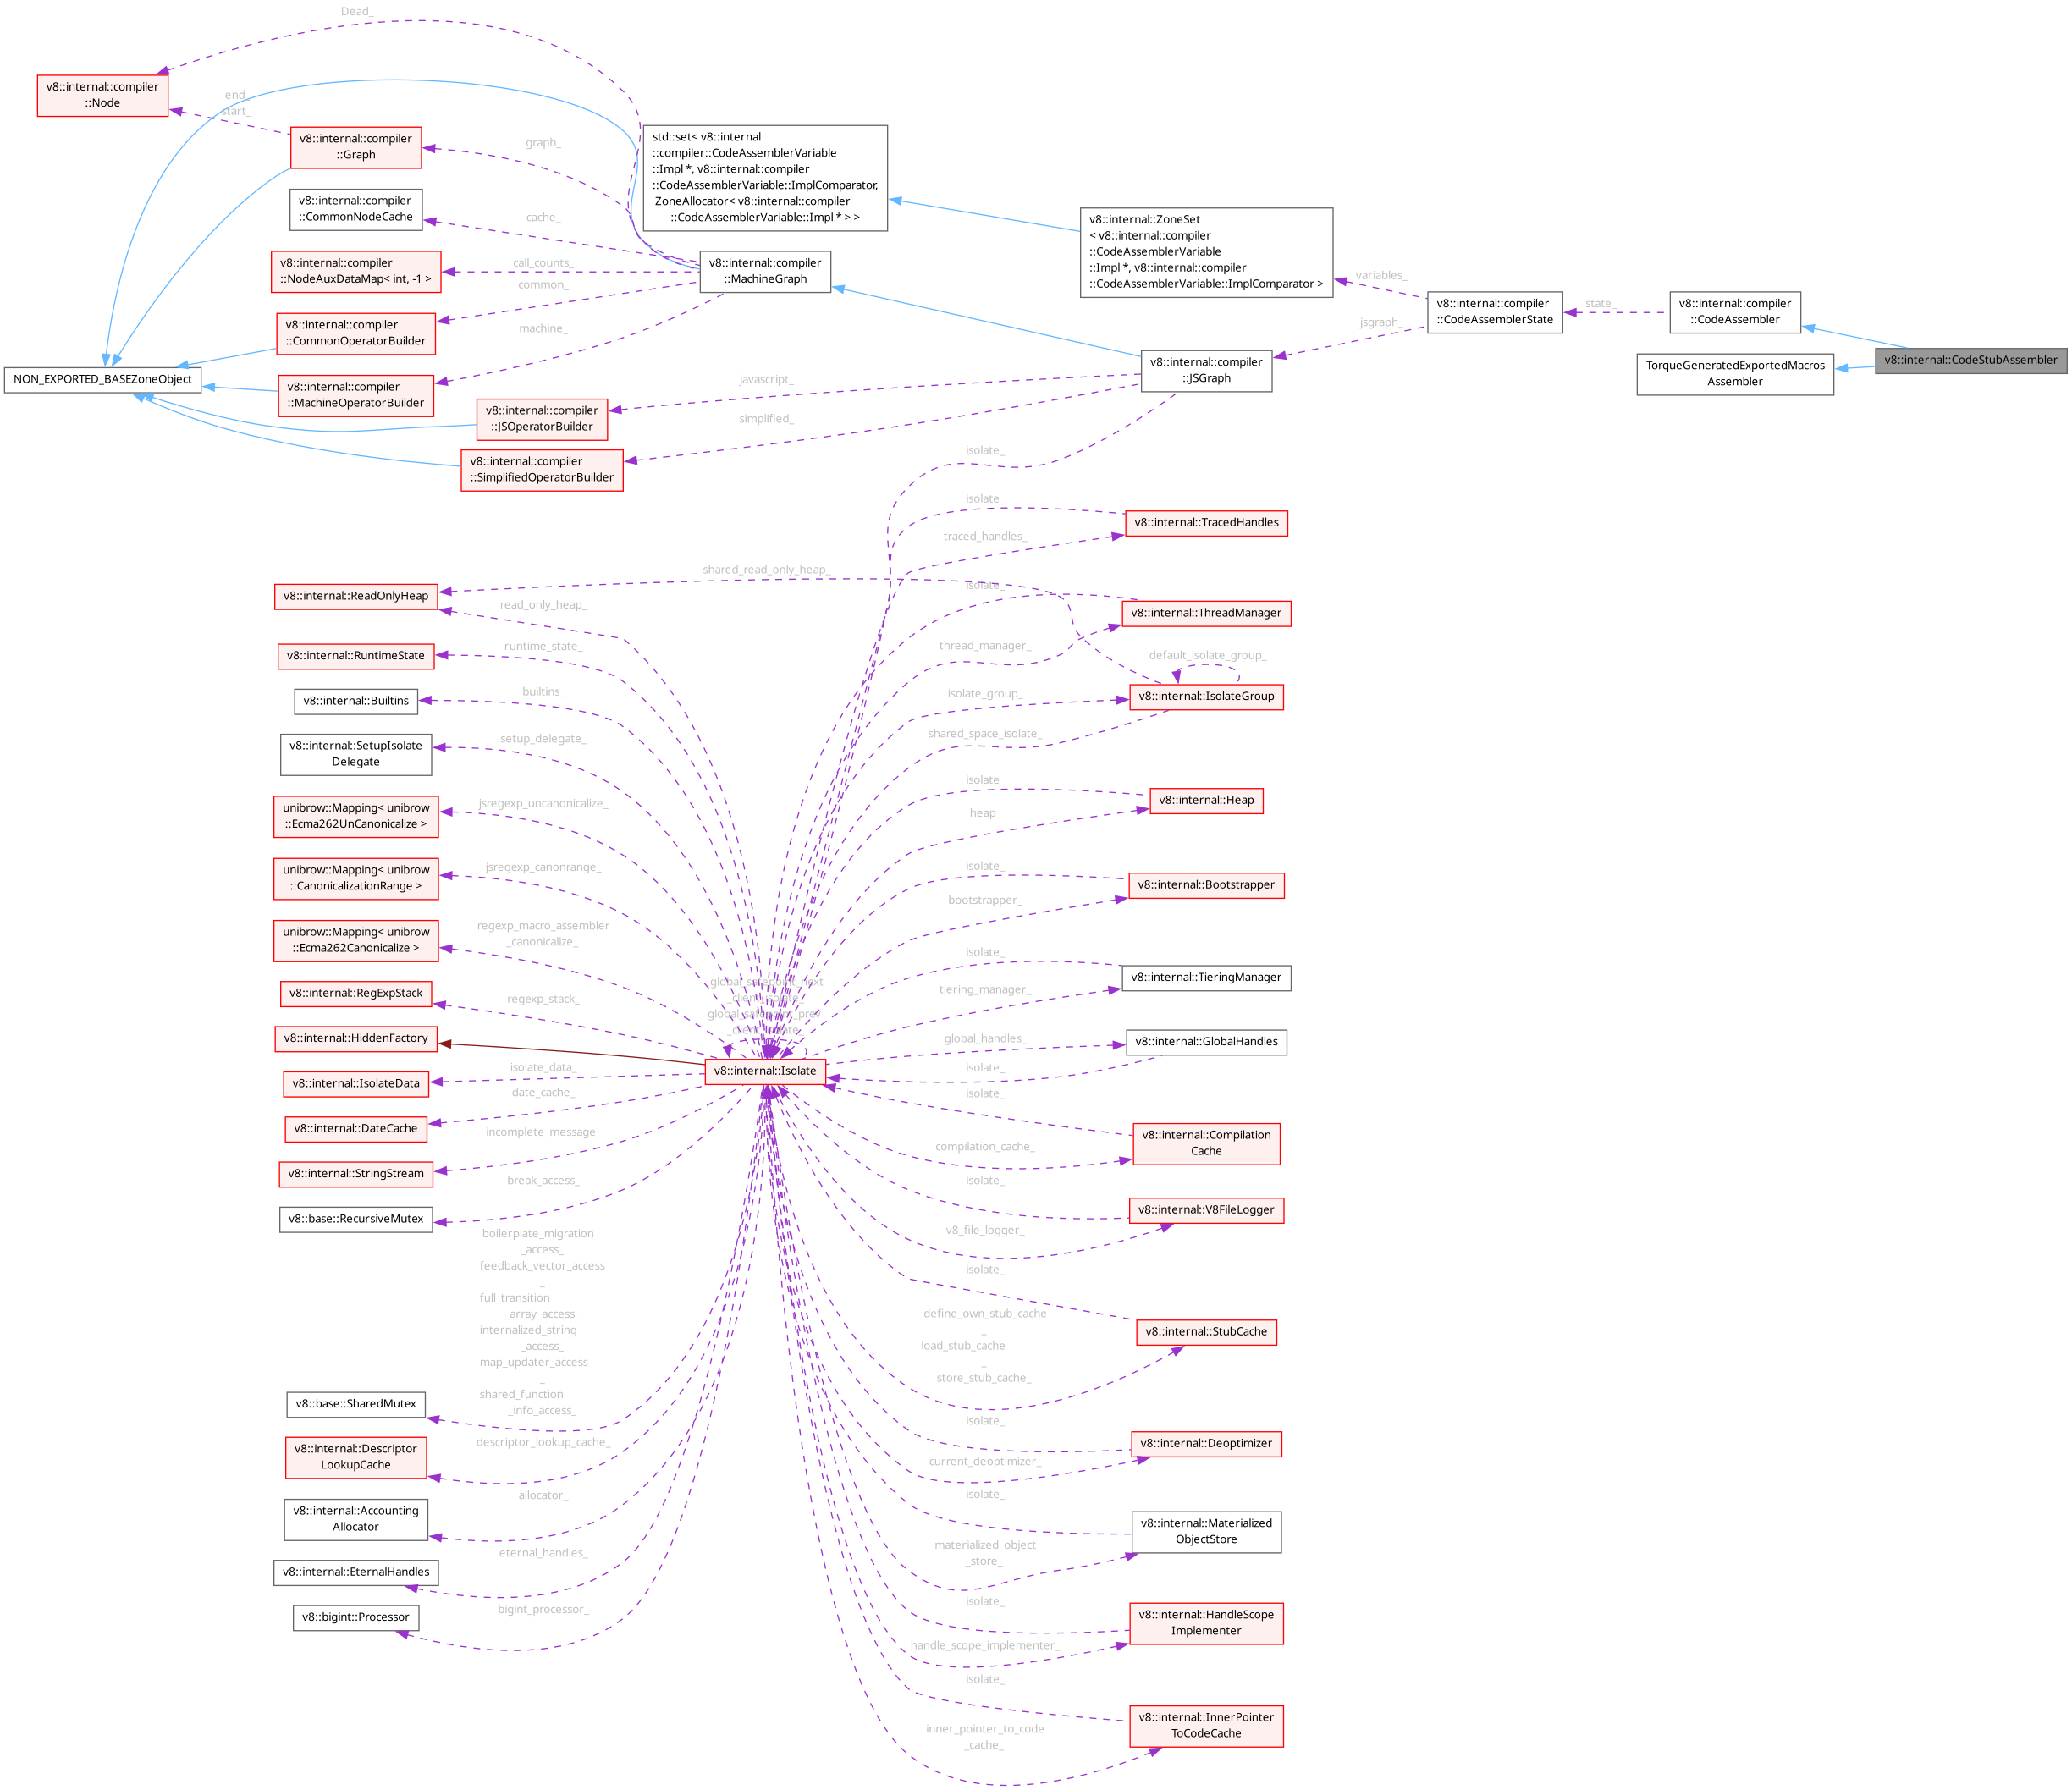 Dead_
v8::internal::compiler
::Node
end_
start_
v8::internal::compiler
::Graph
graph_
v8::internal::compiler
::CommonNodeCache
cache_
v8::internal::compiler
::NodeAuxDataMap< int, -1 >
call_counts_
common_
v8::internal::compiler
::CommonOperatorBuilder
machine_
NON_EXPORTED_BASEZoneObject
v8::internal::compiler
::MachineOperatorBuilder
v8::internal::compiler
::JSOperatorBuilder
v8::internal::compiler
::SimplifiedOperatorBuilder
std::set< v8::internal
::compiler::CodeAssemblerVariable
::Impl *, v8::internal::compiler
::CodeAssemblerVariable::ImplComparator,
ZoneAllocator< v8::internal::compiler
::CodeAssemblerVariable::Impl * > >
v8::internal::compiler
::MachineGraph
javascript_
simplified_
v8::internal::ZoneSet
< v8::internal::compiler
::CodeAssemblerVariable
::Impl *, v8::internal::compiler
::CodeAssemblerVariable::ImplComparator >
v8::internal::compiler
::JSGraph
variables_
jsgraph_
v8::internal::compiler
::CodeAssemblerState
state_
v8::internal::compiler
::CodeAssembler
TorqueGeneratedExportedMacros
Assembler
v8::internal::CodeStubAssembler
isolate_
isolate_
v8::internal::TracedHandles
traced_handles_
shared_read_only_heap_
isolate_
v8::internal::ReadOnlyHeap
read_only_heap_
v8::internal::ThreadManager
thread_manager_
v8::internal::RuntimeState
runtime_state_
default_isolate_group_
v8::internal::Builtins
builtins_
isolate_group_
v8::internal::IsolateGroup
shared_space_isolate_
v8::internal::SetupIsolate
Delegate
setup_delegate_
isolate_
v8::internal::Heap
heap_
unibrow::Mapping< unibrow
::Ecma262UnCanonicalize >
jsregexp_uncanonicalize_
unibrow::Mapping< unibrow
::CanonicalizationRange >
jsregexp_canonrange_
isolate_
v8::internal::Bootstrapper
bootstrapper_
unibrow::Mapping< unibrow
::Ecma262Canonicalize >
regexp_macro_assembler
_canonicalize_
isolate_
v8::internal::TieringManager
tiering_manager_
v8::internal::RegExpStack
regexp_stack_
global_safepoint_next
_client_isolate_
global_safepoint_prev
_client_isolate_
v8::internal::HiddenFactory
global_handles_
v8::internal::GlobalHandles
isolate_
v8::internal::Isolate
v8::internal::IsolateData
isolate_data_
v8::internal::DateCache
date_cache_
isolate_
v8::internal::Compilation
Cache
compilation_cache_
v8::internal::StringStream
incomplete_message_
v8::base::RecursiveMutex
break_access_
isolate_
v8::internal::V8FileLogger
v8_file_logger_
boilerplate_migration
_access_
feedback_vector_access
_
full_transition
_array_access_
internalized_string
_access_
map_updater_access
_
shared_function
_info_access_
isolate_
v8::internal::StubCache
define_own_stub_cache
_
load_stub_cache
_
store_stub_cache_
v8::base::SharedMutex
isolate_
v8::internal::Deoptimizer
current_deoptimizer_
v8::internal::Descriptor
LookupCache
descriptor_lookup_cache_
v8::internal::Accounting
Allocator
allocator_
isolate_
v8::internal::Materialized
ObjectStore
materialized_object
_store_
v8::internal::EternalHandles
eternal_handles_
v8::bigint::Processor
bigint_processor_
isolate_
v8::internal::HandleScope
Implementer
handle_scope_implementer_
isolate_
v8::internal::InnerPointer
ToCodeCache
inner_pointer_to_code
_cache_